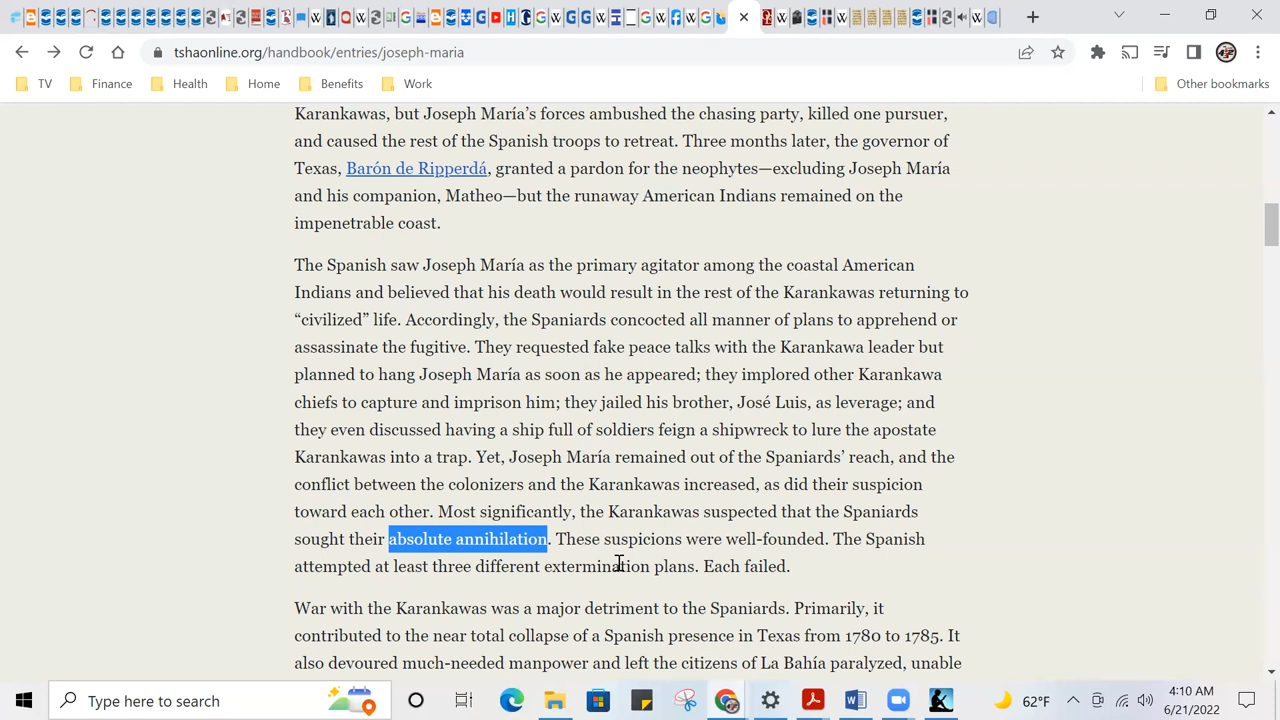 tshaonline.org/handbook/entries/joseph-maria
TV Finance Health Home Benefits Work Other bookmarks
Karankawas, but Joseph María’s forces ambushed the chasing party, killed one pursuer,
and caused the rest of the Spanish troops to retreat. Three months later, the governor of
Texas, Barón de Ripperdá, granted a pardon for the neophytes—excluding Joseph María
and his companion, Matheo—but the runaway American Indians remained on the
impenetrable coast.
The Spanish saw Joseph María as the primary agitator among the coastal American
Indians and believed that his death would result in the rest of the Karankawas returning to
“civilized” life. Accordingly, the Spaniards concocted all manner of plans to apprehend or
assassinate the fugitive. They requested fake peace talks with the Karankawa leader but
planned to hang Joseph María as soon as he appeared; they implored other Karankawa
chiefs to capture and imprison him; they jailed his brother, José Luis, as leverage; and
they even discussed having a ship full of soldiers feign a shipwreck to lure the apostate
Karankawas into a trap. Yet, Joseph María remained out of the Spaniards’ reach, and the
conflict between the colonizers and the Karankawas increased, as did their suspicion
toward each other. Most significantly, the Karankawas suspected that the Spaniards
sought their absolute annihilation. These suspicions were well-founded. The Spanish
attempted at least three different extermination plans. Each failed.
War with the Karankawas was a major detriment to the Spaniards. Primarily, it
contributed to the near total collapse of a Spanish presence in Texas from 1780 to 1785. It
also devoured much-needed manpower and left the citizens of La Bahía paralyzed, unable
Type here to search
62°F
4:10 AM
6/21/2022